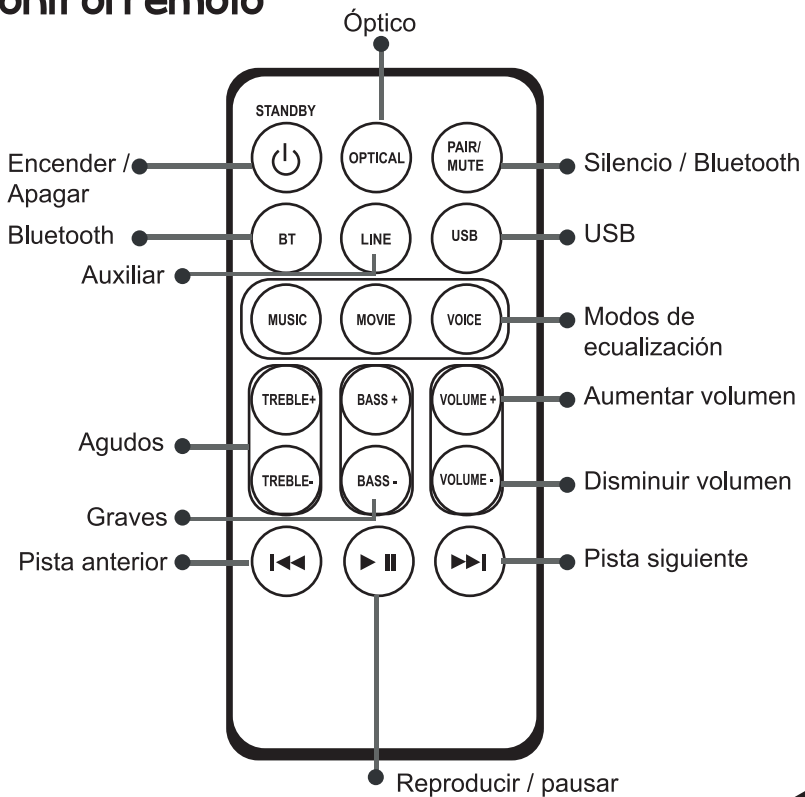 Óptico
STANDBY
OPTICAL
PAIR/
MUTE
Encender /
Apagar
Silencio / Bluetooth
Bluetooth
BT
LINE
USB
USB
Auxiliar
MUSIC
MOVIE
VOICE
Modos de
ecualización
TREBLE+
BASS +
VOLUME +
Aumentar volumen
Agudos
TREBLE-
BASS -
VOLUME -
Disminuir volumen
Graves
Pista anterior
Pista siguiente
Reproducir / pausar